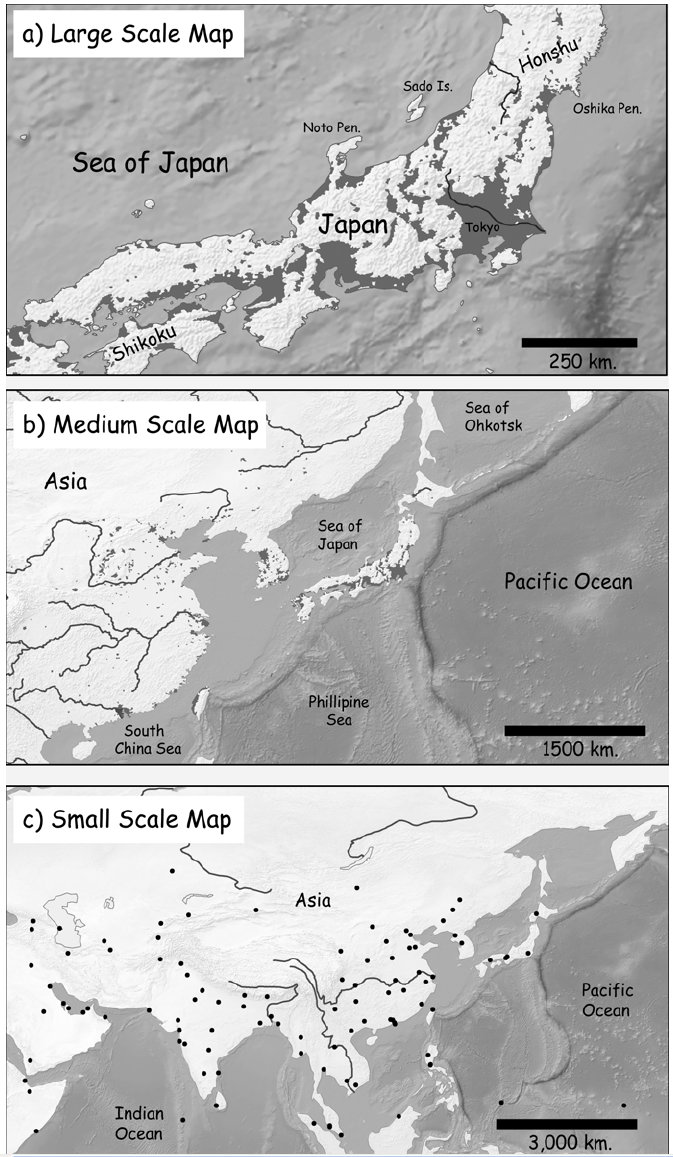 a) Large Scale Map
Honshu
Sado Is.
Oshika Pen.
Noto Pen.
Sea of Japan
Japan
Tokyo
Shikoku
250 km.
b) Medium Scale Map
Sea of
Ohkotsk
Asia
Sea of
Japan
Pacific Ocean
Phillipine
Sea
South
China Sea
1500 km.
c) Small Scale Map
Asia
Pacific
Ocean
Indian
Ocean
3,000 km.